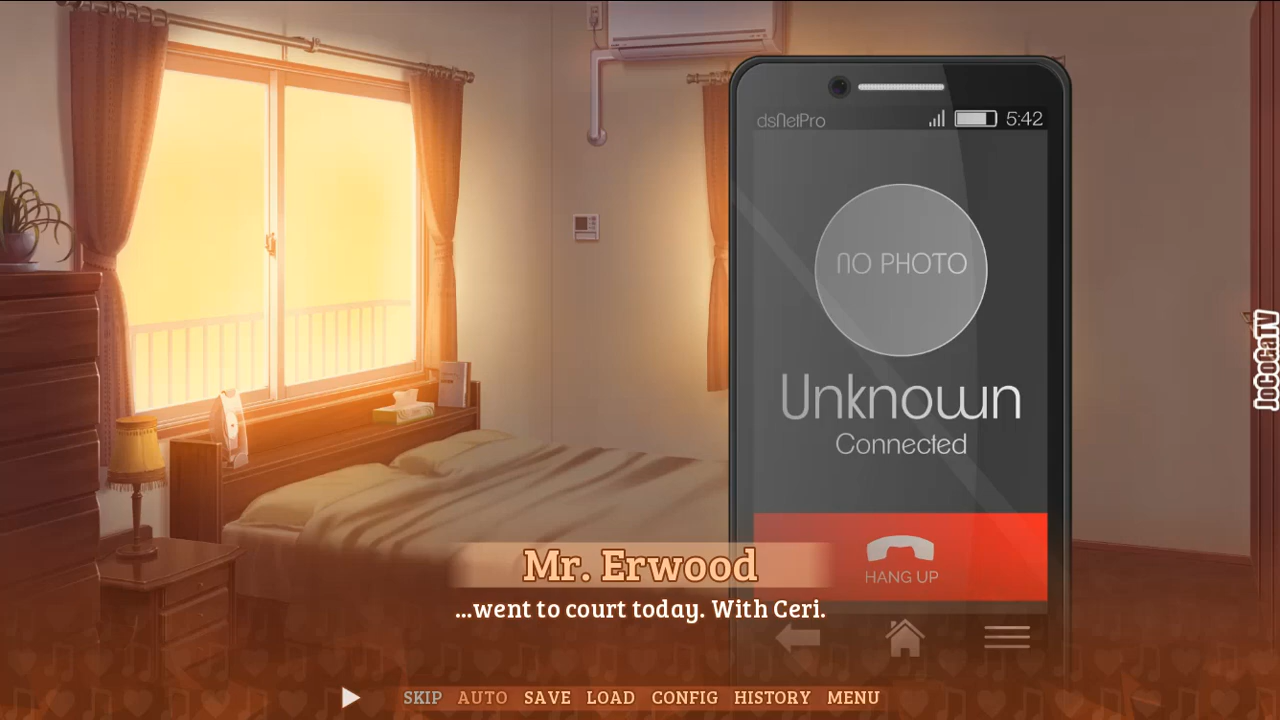 dsNetPro 5:42
NO PHOTO
Unknown
Connected
HANG UP
Mr. Erwood
...went to court today. With Ceri.
SKIP AUTO SAVE LOAD CONFIG HISTORY MENU
JoCoGaTV